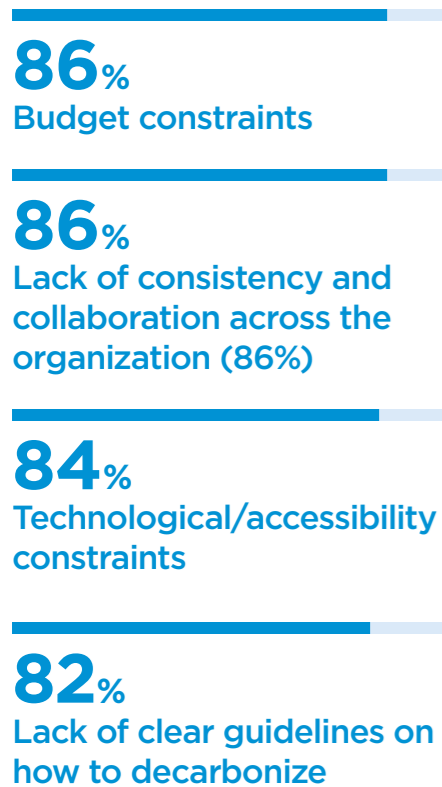 86%
Budget constraints
86%
Lack of consistency and
collaboration across the
organization (86%)
84%
Technological/accessibility
constraints
82%
Lack of clear guidelines on
how to decarbonize